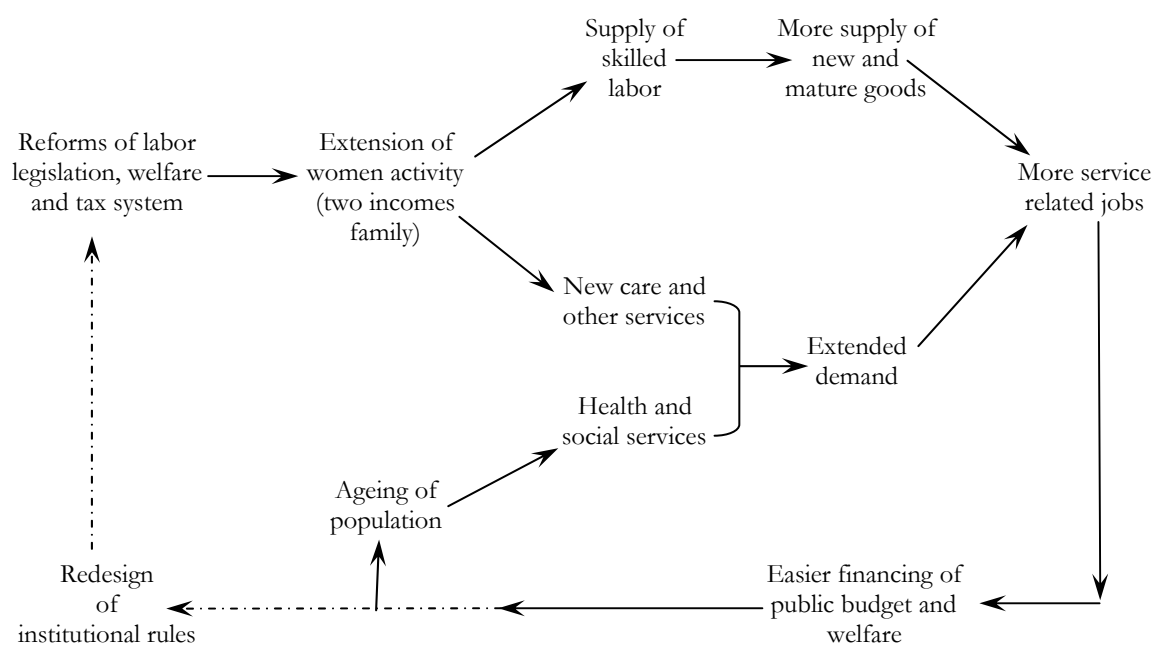 Supply of
skilled
labor
More supply of
new and
mature goods
Reforms of labor
legislation, welfare
and tax system
Extension of
women activity
(two incomes
family)
More service
related jobs
New care and
other services
Extended
demand
Health and
social services
Ageing of
population
Redesign
of
institutional rules
Easier financing of
public budget and
welfare